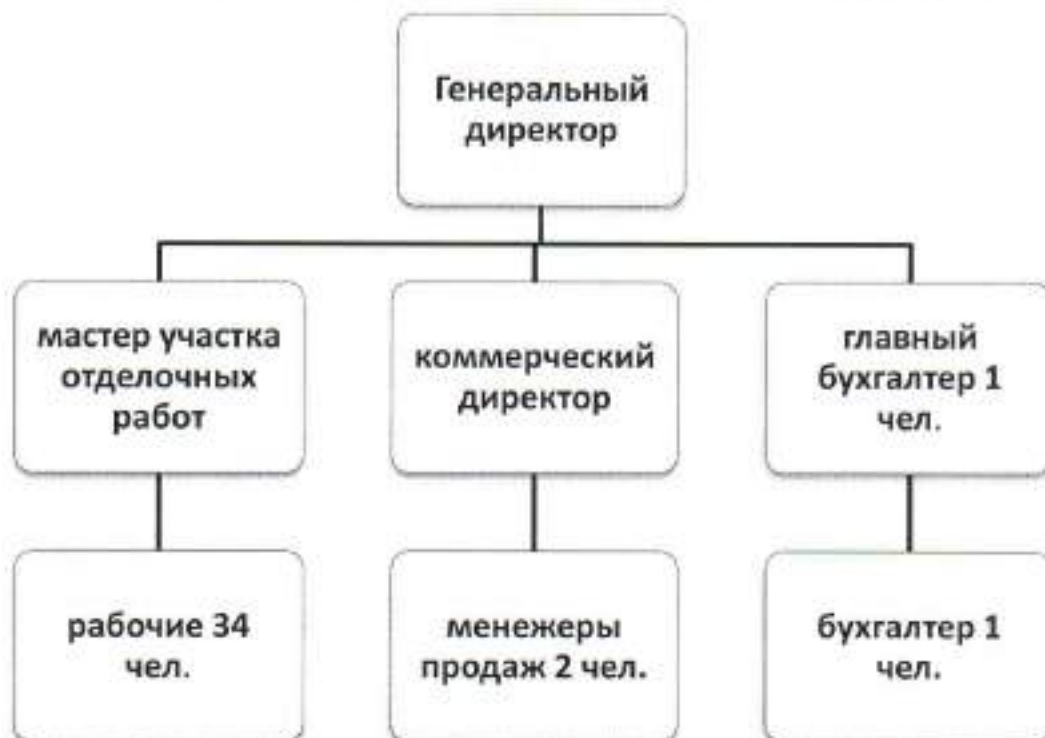 Генеральный
директор
мастер участка
отделочных
работ
коммерческий
директор
главный
бухгалтер 1
чел.
рабочие 34
чел.
менежеры
продаж 2 чел.
бухгалтер 1
чел.